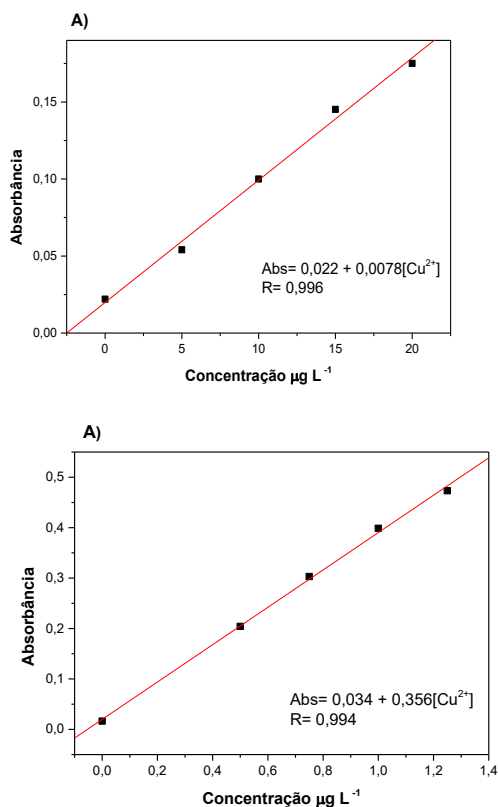 A)
0,15
0,10
0,05
0,00
Absorbância
0 5 10 15 20
Concentração µg L⁻¹
Abs= 0,022 + 0,0078[Cu²⁺]
R= 0,996
A)
0,5
0,4
0,3
0,2
0,1
0,0
Absorbância
0,0 0,2 0,4 0,6 0,8 1,0 1,2 1,4
Concentração µg L⁻¹
Abs= 0,034 + 0,356[Cu²⁺]
R= 0,994